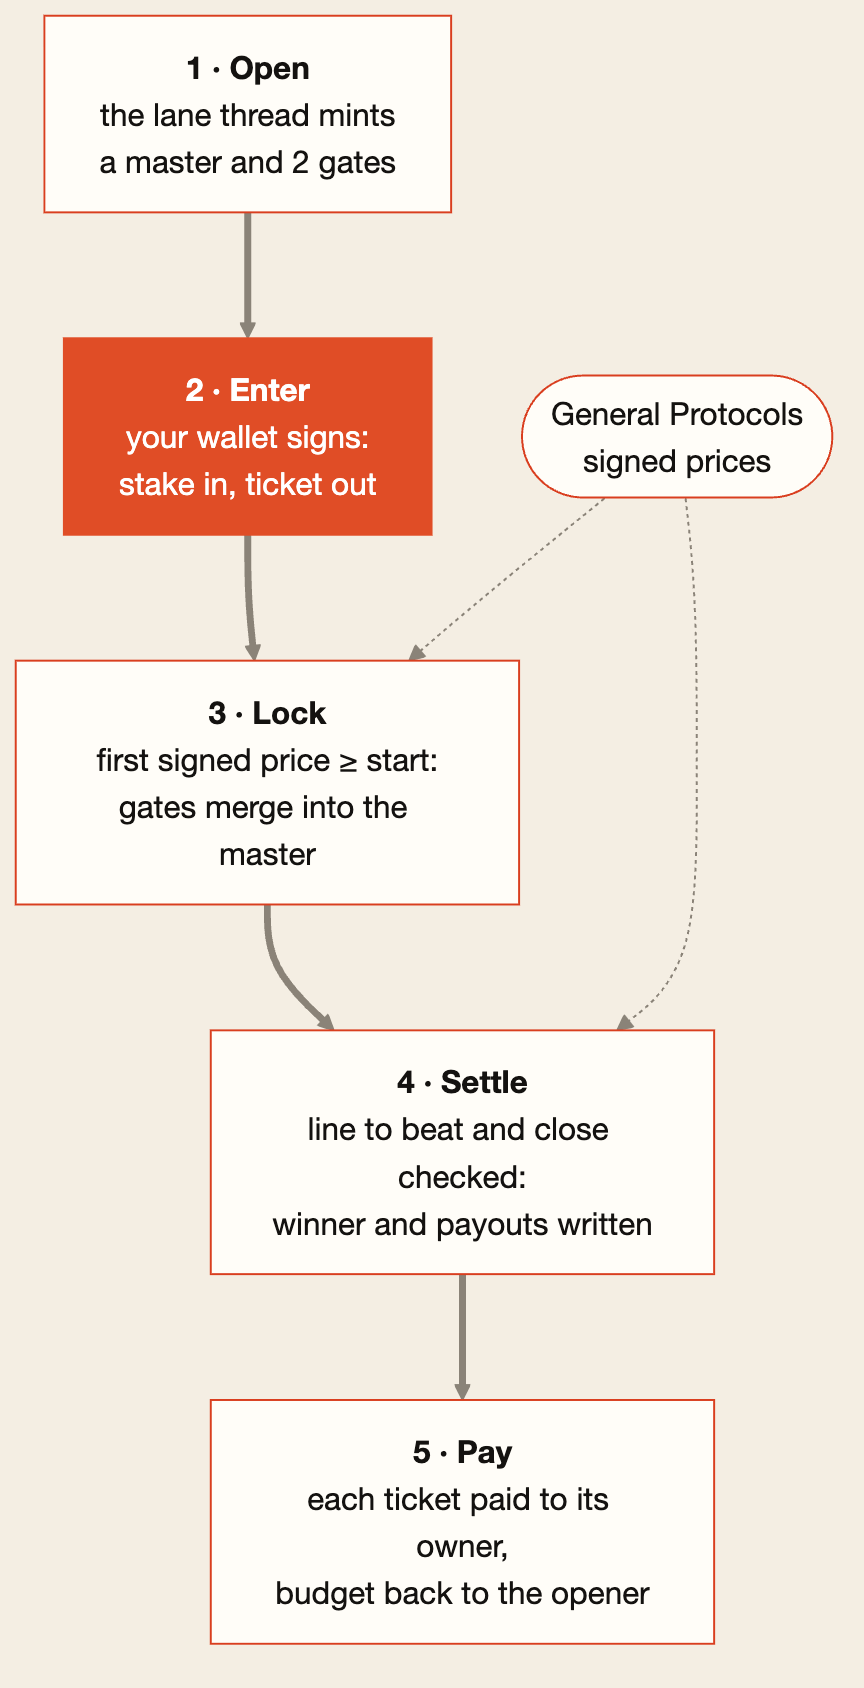 1 · Open
the lane thread mints
a master and 2 gates
2 · Enter
your wallet signs:
stake in, ticket out
General Protocols
signed prices
3 · Lock
first signed price ≥ start:
gates merge into the
master
4 · Settle
line to beat and close
checked:
winner and payouts written
5 · Pay
each ticket paid to its
owner,
budget back to the opener